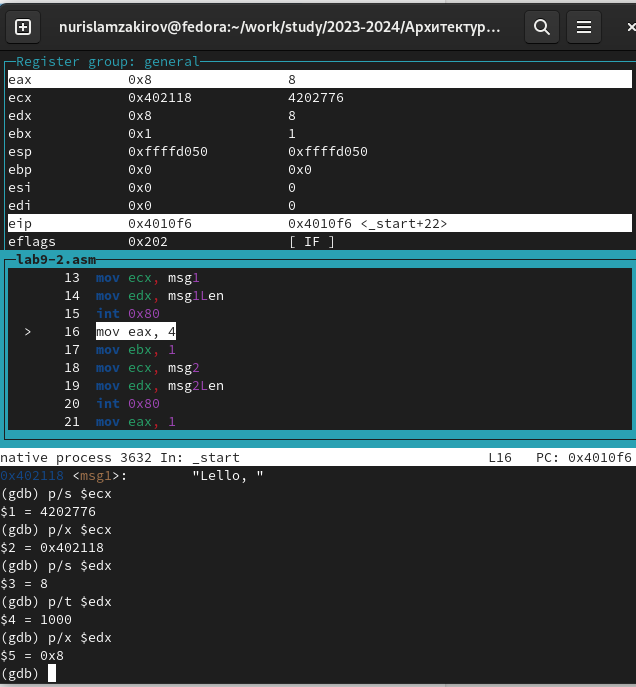 nurislamzakirov@fedora:~/work/study/2023-2024/Архитектур...
Register group: general
eax 0x8 8
ecx 0x402118 4202776
edx 0x8 8
ebx 0x1 1
esp 0xffffd050 0xffffd050
ebp 0x0 0x0
esi 0x0 0
edi 0x0 0
eip 0x4010f6 0x4010f6 <_start+22>
eflags 0x202 [ IF ]
lab9-2.asm
13 mov ecx, msg1
14 mov edx, msg1Len
15 int 0x80
> 16 mov eax, 4
17 mov ebx, 1
18 mov ecx, msg2
19 mov edx, msg2Len
20 int 0x80
21 mov eax, 1
native process 3632 In: _start L16 PC: 0x4010f6
0x402118 <msg1>: "Lello, "
(gdb) p/s $ecx
$1 = 4202776
(gdb) p/x $ecx
$2 = 0x402118
(gdb) p/s $edx
$3 = 8
(gdb) p/t $edx
$4 = 1000
(gdb) p/x $edx
$5 = 0x8
(gdb)